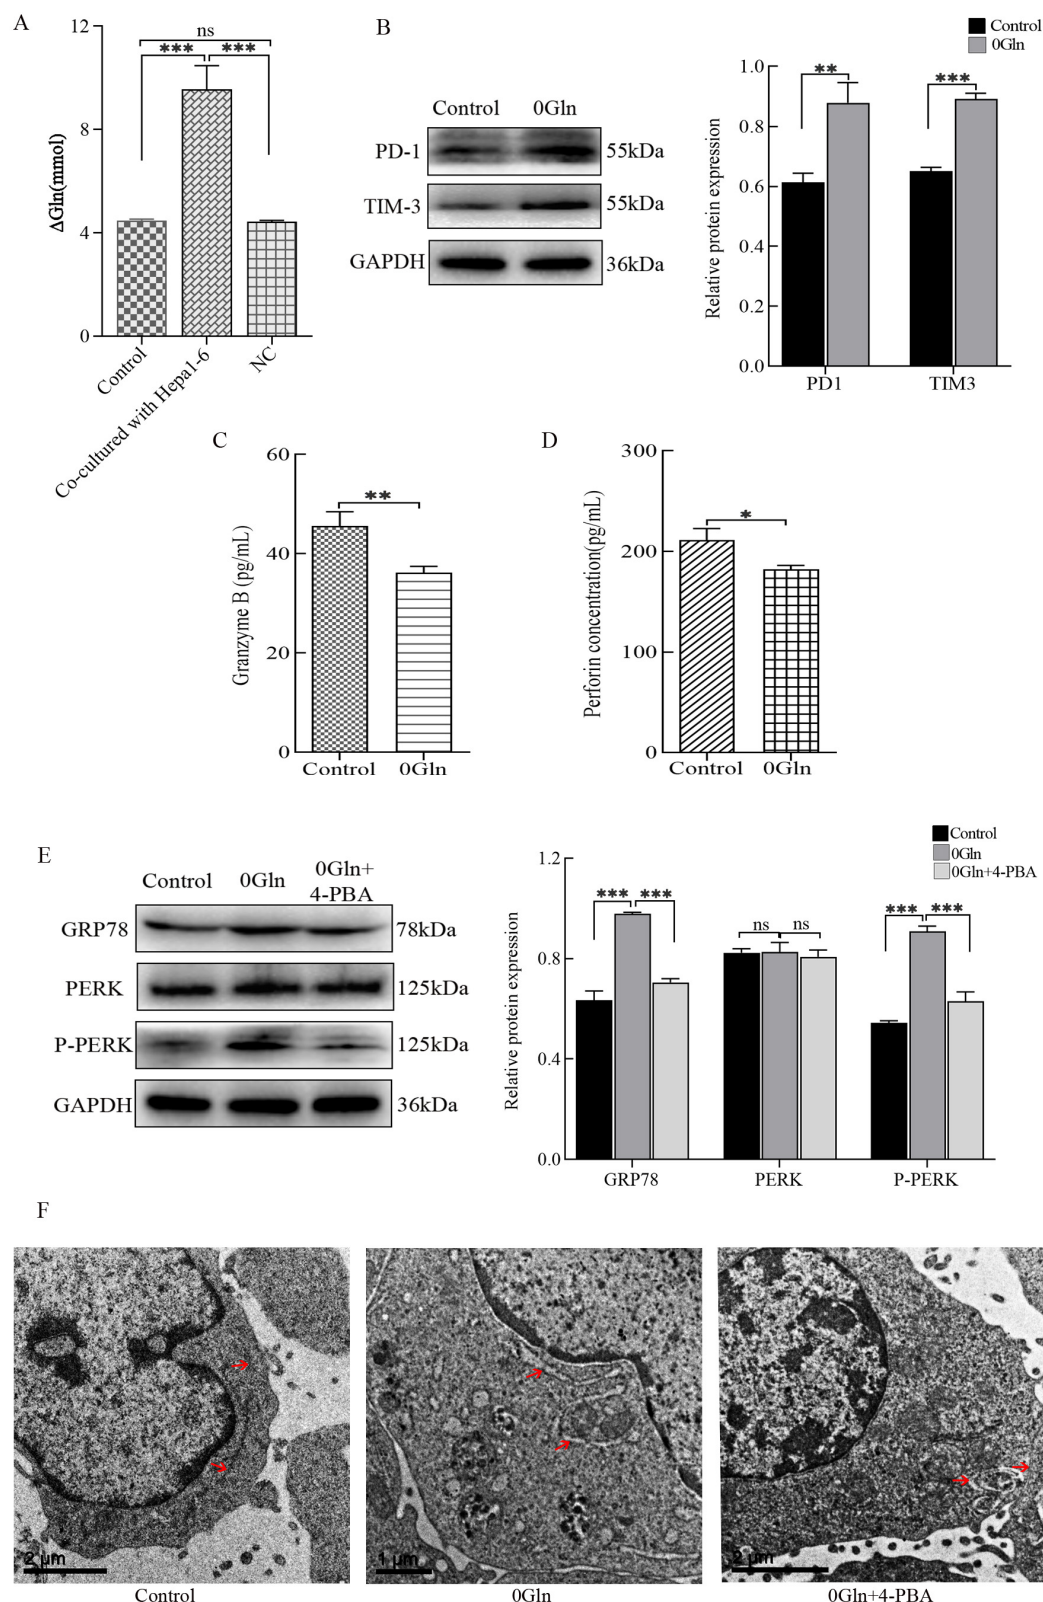 A
ΔGln(mmol)
12
8
4
0
ns
***
***
Control
Co-cultured with Hepa1-6
NC
B
Control
0Gln
PD-1
55kDa
TIM-3
55kDa
GAPDH
36kDa
Control
0Gln
Relative protein expression
1.0
0.8
0.6
0.4
0.2
0.0
**
***
PD1
TIM3
C
Granzyme B (pg/mL)
60
40
20
0
**
Control
0Gln
D
Perforin concentration(pg/mL)
300
200
100
0
*
Control
0Gln
E
Control
0Gln
0Gln+
4-PBA
GRP78
78kDa
PERK
125kDa
P-PERK
125kDa
GAPDH
36kDa
Control
0Gln
0Gln+4-PBA
Relative protein expression
1.2
0.8
0.4
0.0
***
***
ns
ns
***
***
GRP78
PERK
P-PERK
F
2 μm
1 μm
2 μm
Control
0Gln
0Gln+4-PBA